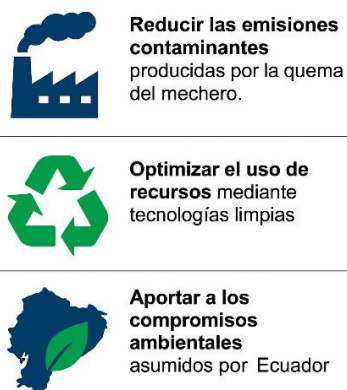 Reducir las emisiones
contaminantes
producidas por la quema
del mechero.
Optimizar el uso de
recursos mediante
tecnologías limpias
Aportar a los
compromisos
ambientales
asumidos por Ecuador